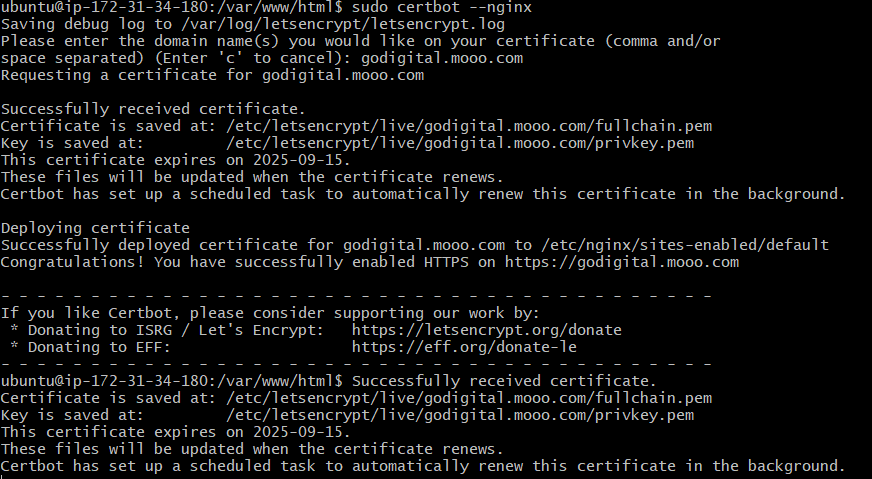 ubuntu@ip-172-31-34-180:/var/www/html$ sudo certbot --nginx
Saving debug log to /var/log/letsencrypt/letsencrypt.log
Please enter the domain name(s) you would like on your certificate (comma and/or
space separated) (Enter 'c' to cancel): godigital.mooo.com
Requesting a certificate for godigital.mooo.com

Successfully received certificate.
Certificate is saved at: /etc/letsencrypt/live/godigital.mooo.com/fullchain.pem
Key is saved at:         /etc/letsencrypt/live/godigital.mooo.com/privkey.pem
This certificate expires on 2025-09-15.
These files will be updated when the certificate renews.
Certbot has set up a scheduled task to automatically renew this certificate in the background.

Deploying certificate
Successfully deployed certificate for godigital.mooo.com to /etc/nginx/sites-enabled/default
Congratulations! You have successfully enabled HTTPS on https://godigital.mooo.com

- - - - - - - - - - - - - - - - - - - - - - - - - - - - - - - - - - - - - - - -
If you like Certbot, please consider supporting our work by:
 * Donating to ISRG / Let's Encrypt:   https://letsencrypt.org/donate
 * Donating to EFF:                    https://eff.org/donate-le
- - - - - - - - - - - - - - - - - - - - - - - - - - - - - - - - - - - - - - - -
ubuntu@ip-172-31-34-180:/var/www/html$ Successfully received certificate.
Certificate is saved at: /etc/letsencrypt/live/godigital.mooo.com/fullchain.pem
Key is saved at:         /etc/letsencrypt/live/godigital.mooo.com/privkey.pem
This certificate expires on 2025-09-15.
These files will be updated when the certificate renews.
Certbot has set up a scheduled task to automatically renew this certificate in the background.